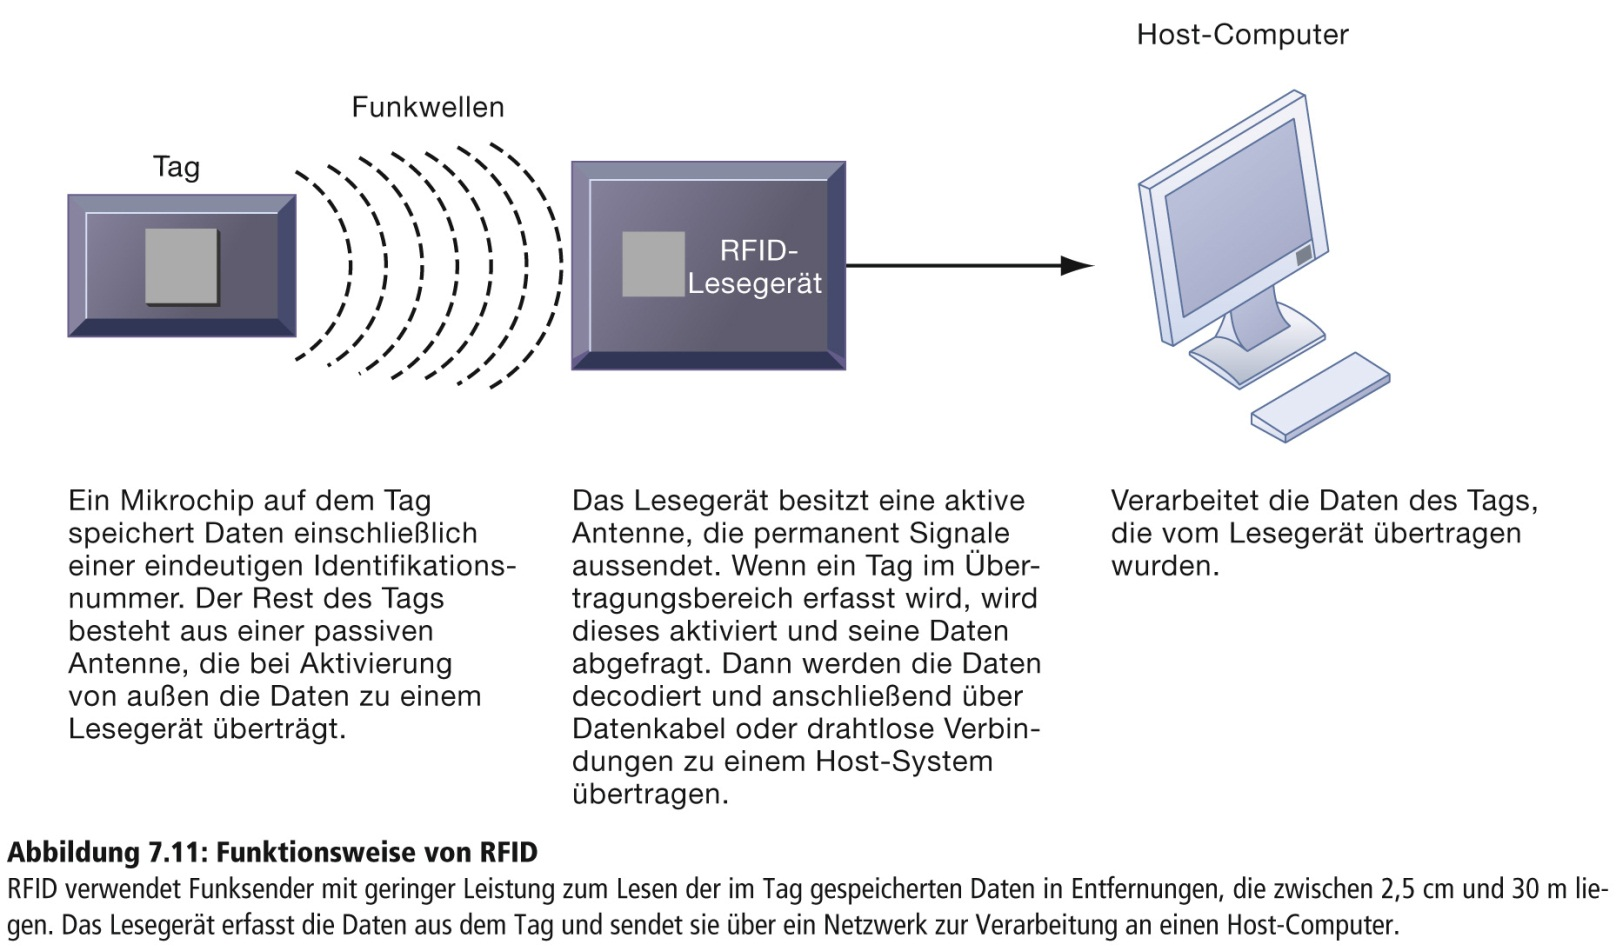 Host-Computer
Funkwellen
Tag
RFID-
Lesegerät
Ein Mikrochip auf dem Tag
speichert Daten einschließlich
einer eindeutigen Identifikations-
nummer. Der Rest des Tags
besteht aus einer passiven
Antenne, die bei Aktivierung
von außen die Daten zu einem
Lesegerät überträgt.
Das Lesegerät besitzt eine aktive
Antenne, die permanent Signale
aussendet. Wenn ein Tag im Über-
tragungsbereich erfasst wird, wird
dieses aktiviert und seine Daten
abgefragt. Dann werden die Daten
decodiert und anschließend über
Datenkabel oder drahtlose Verbin-
dungen zu einem Host-System
übertragen.
Verarbeitet die Daten des Tags,
die vom Lesegerät übertragen
wurden.
Abbildung 7.11: Funktionsweise von RFID
RFID verwendet Funksender mit geringer Leistung zum Lesen der im Tag gespeicherten Daten in Entfernungen, die zwischen 2,5 cm und 30 m lie-
gen. Das Lesegerät erfasst die Daten aus dem Tag und sendet sie über ein Netzwerk zur Verarbeitung an einen Host-Computer.